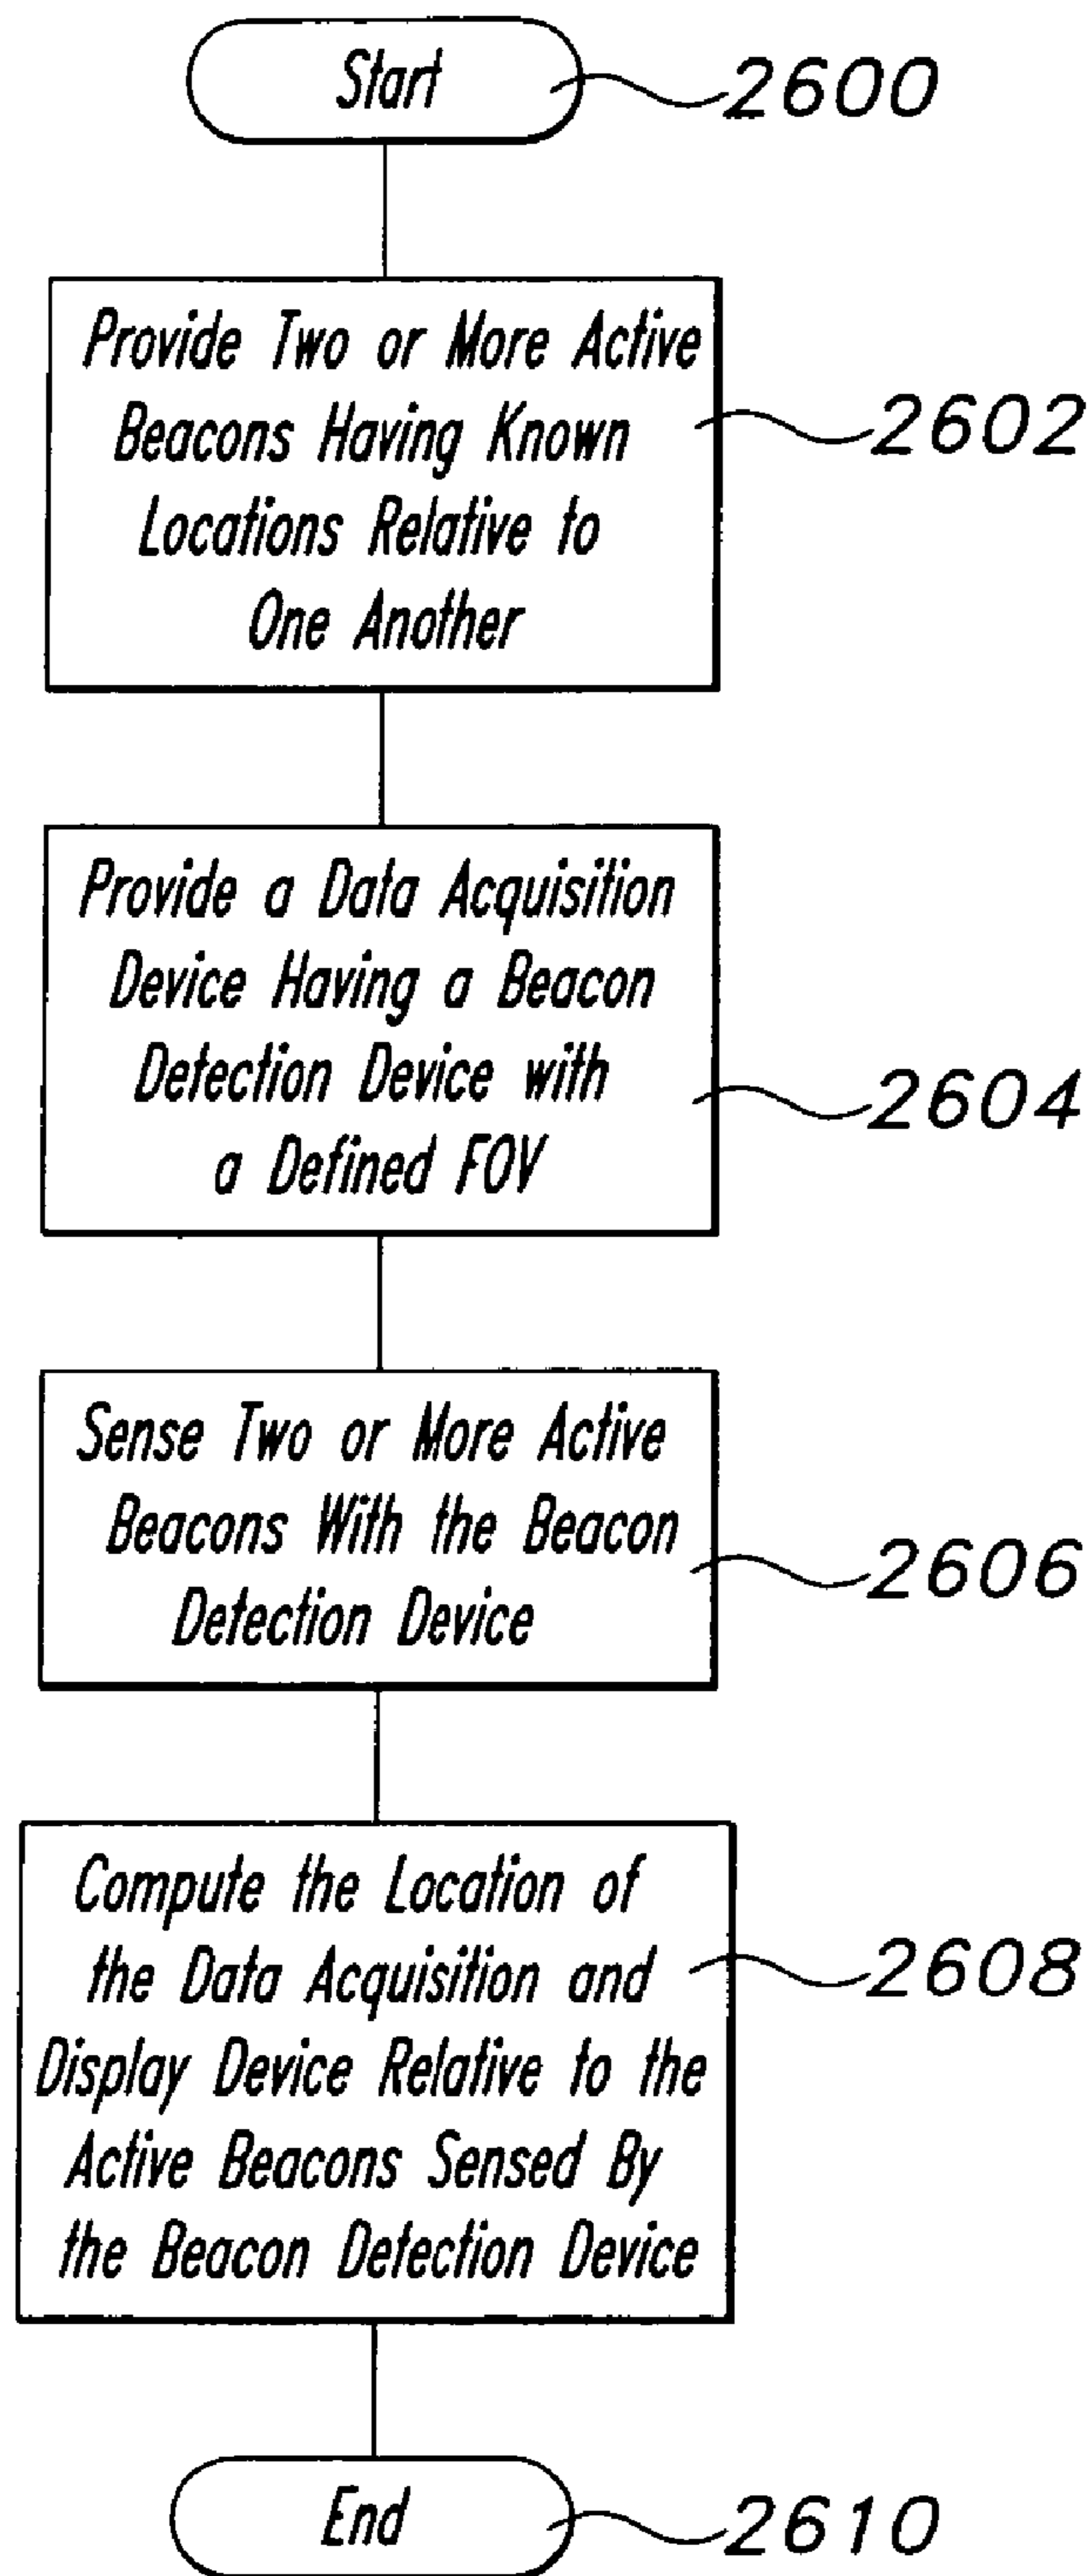 Start
2600
Provide Two or More Active
Beacons Having Known
Locations Relative to
One Another
2602
Provide a Data Acquisition
Device Having a Beacon
Detection Device with
a Defined FOV
2604
Sense Two or More Active
Beacons With the Beacon
Detection Device
2606
Compute the Location of
the Data Acquisition and
Display Device Relative to the
Active Beacons Sensed By
the Beacon Detection Device
2608
End
2610